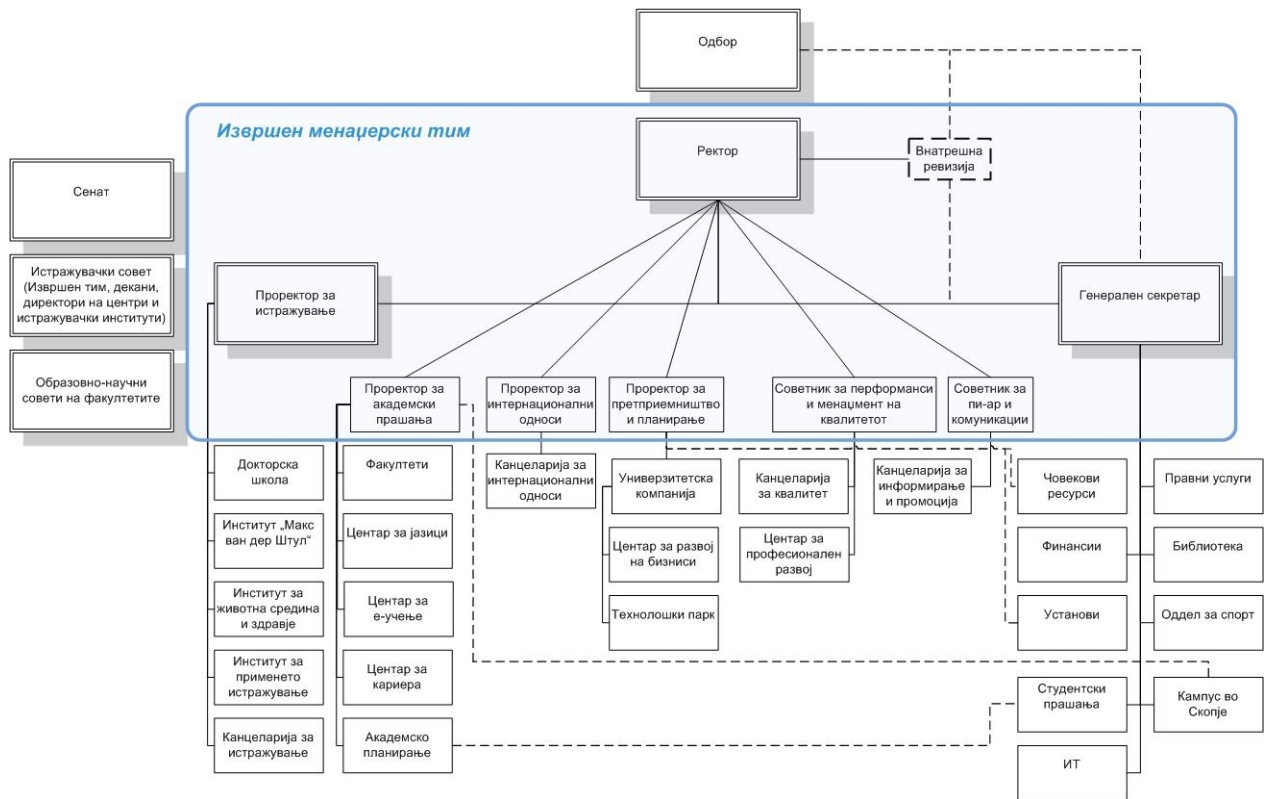 Одбор
Извршен менаџерски тим
Ректор
Внатрешна
ревизија
Сенат
Истражувачки совет
(Извршен тим, декани,
директори на центри и
истражувачки институти)
Образовно-научни
совети на факултетите
Проректор за
истражување
Генерален секретар
Проректор за
академски
прашања
Проректор за
интернационални
односи
Проректор за
претприемништво
и планирање
Советник за перформанси
и менаџмент на
квалитетот
Советник за
пи-ар и
комуникации
Докторска
школа
Институт „Макс
ван дер Штул“
Институт за
животна средина
и здравје
Институт за
применето
истражување
Канцеларија за
истражување
Факултети
Центар за јазици
Центар за
е-учење
Центар за
кариера
Академско
планирање
Канцеларија за
интернационални
односи
Универзитетска
компанија
Центар за развој
на бизниси
Технолошки парк
Канцеларија
за квалитет
Центар за
професионален
развој
Канцеларија за
информирање
и промоција
Човекови
ресурси
Финансии
Установи
Студентски
прашања
ИТ
Правни услуги
Библиотека
Оддел за спорт
Кампус во
Скопје